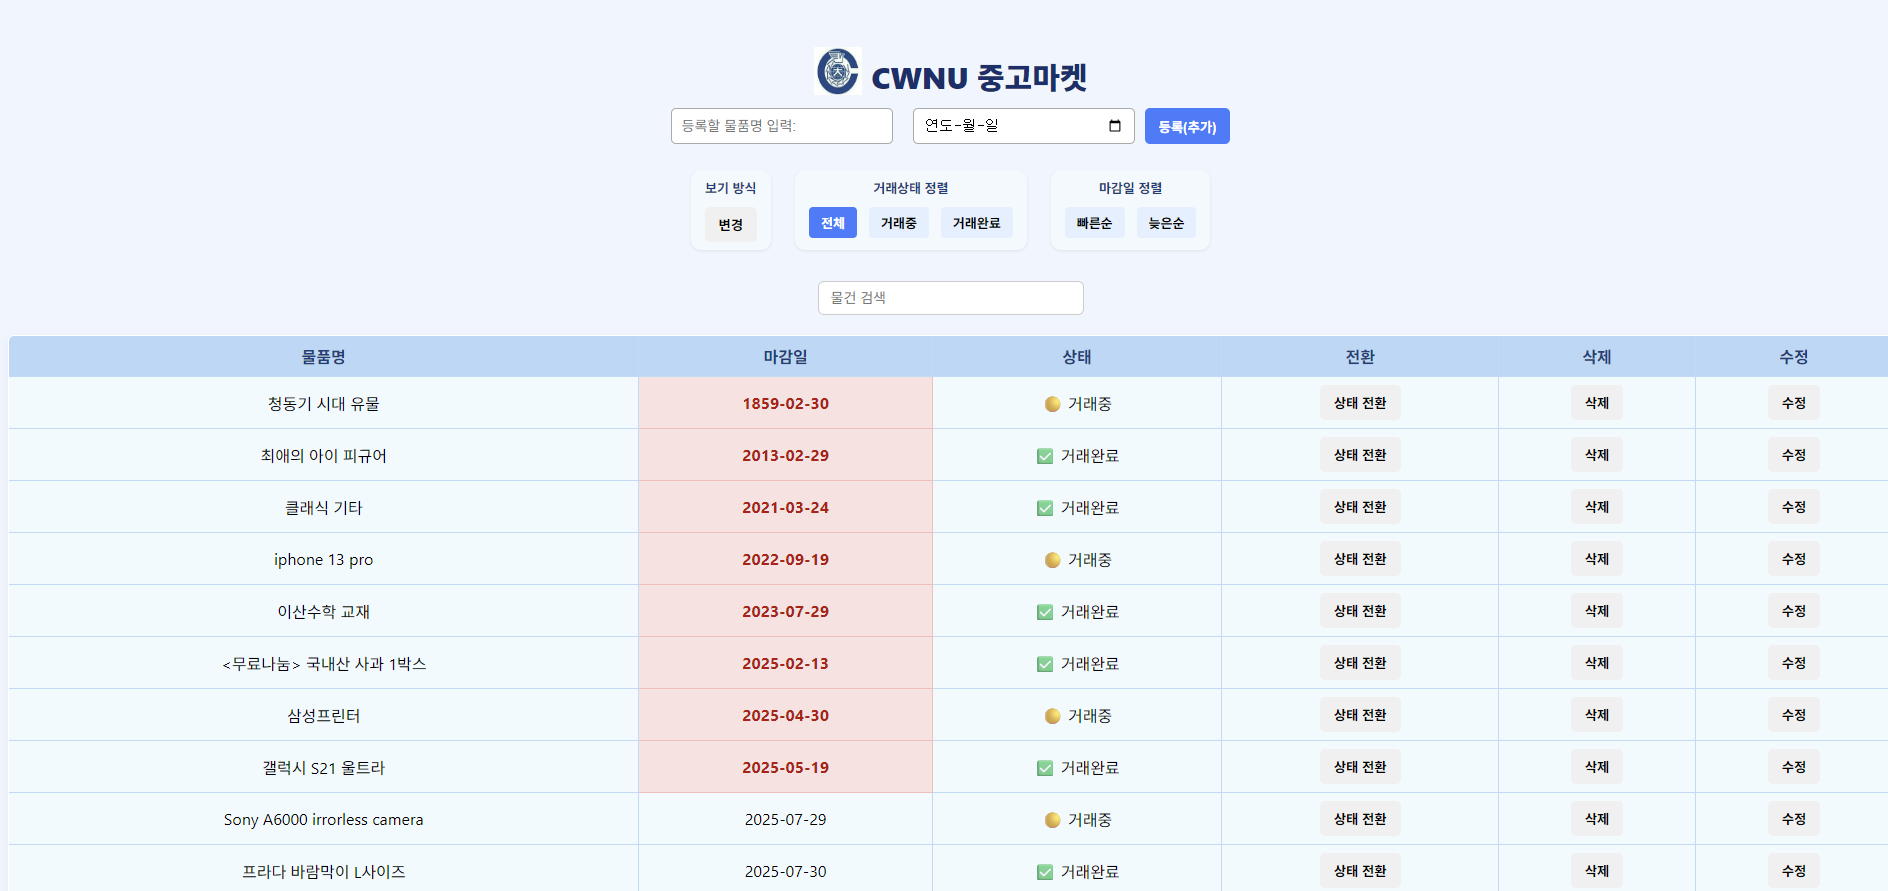 CWNU 중고마켓
등록할 물품명 입력: 연도-월-일 등록(추가)
보기 방식 거래상태 정렬 마감일 정렬
변경 전체 거래중 거래완료 빠른순 늦은순
물건 검색
물품명 마감일 상태 전환 삭제 수정
청동기 시대 유물 1859-02-30 거래중 상태 전환 삭제 수정
최애의 아이 피규어 2013-02-29 거래완료 상태 전환 삭제 수정
클래식 기타 2021-03-24 거래완료 상태 전환 삭제 수정
iphone 13 pro 2022-09-19 거래중 상태 전환 삭제 수정
이산수학 교재 2023-07-29 거래완료 상태 전환 삭제 수정
<무료나눔> 국내산 사과 1박스 2025-02-13 거래완료 상태 전환 삭제 수정
삼성프린터 2025-04-30 거래중 상태 전환 삭제 수정
갤럭시 S21 울트라 2025-05-19 거래완료 상태 전환 삭제 수정
Sony A6000 irrorless camera 2025-07-29 거래중 상태 전환 삭제 수정
프라다 바람막이 L사이즈 2025-07-30 거래완료 상태 전환 삭제 수정